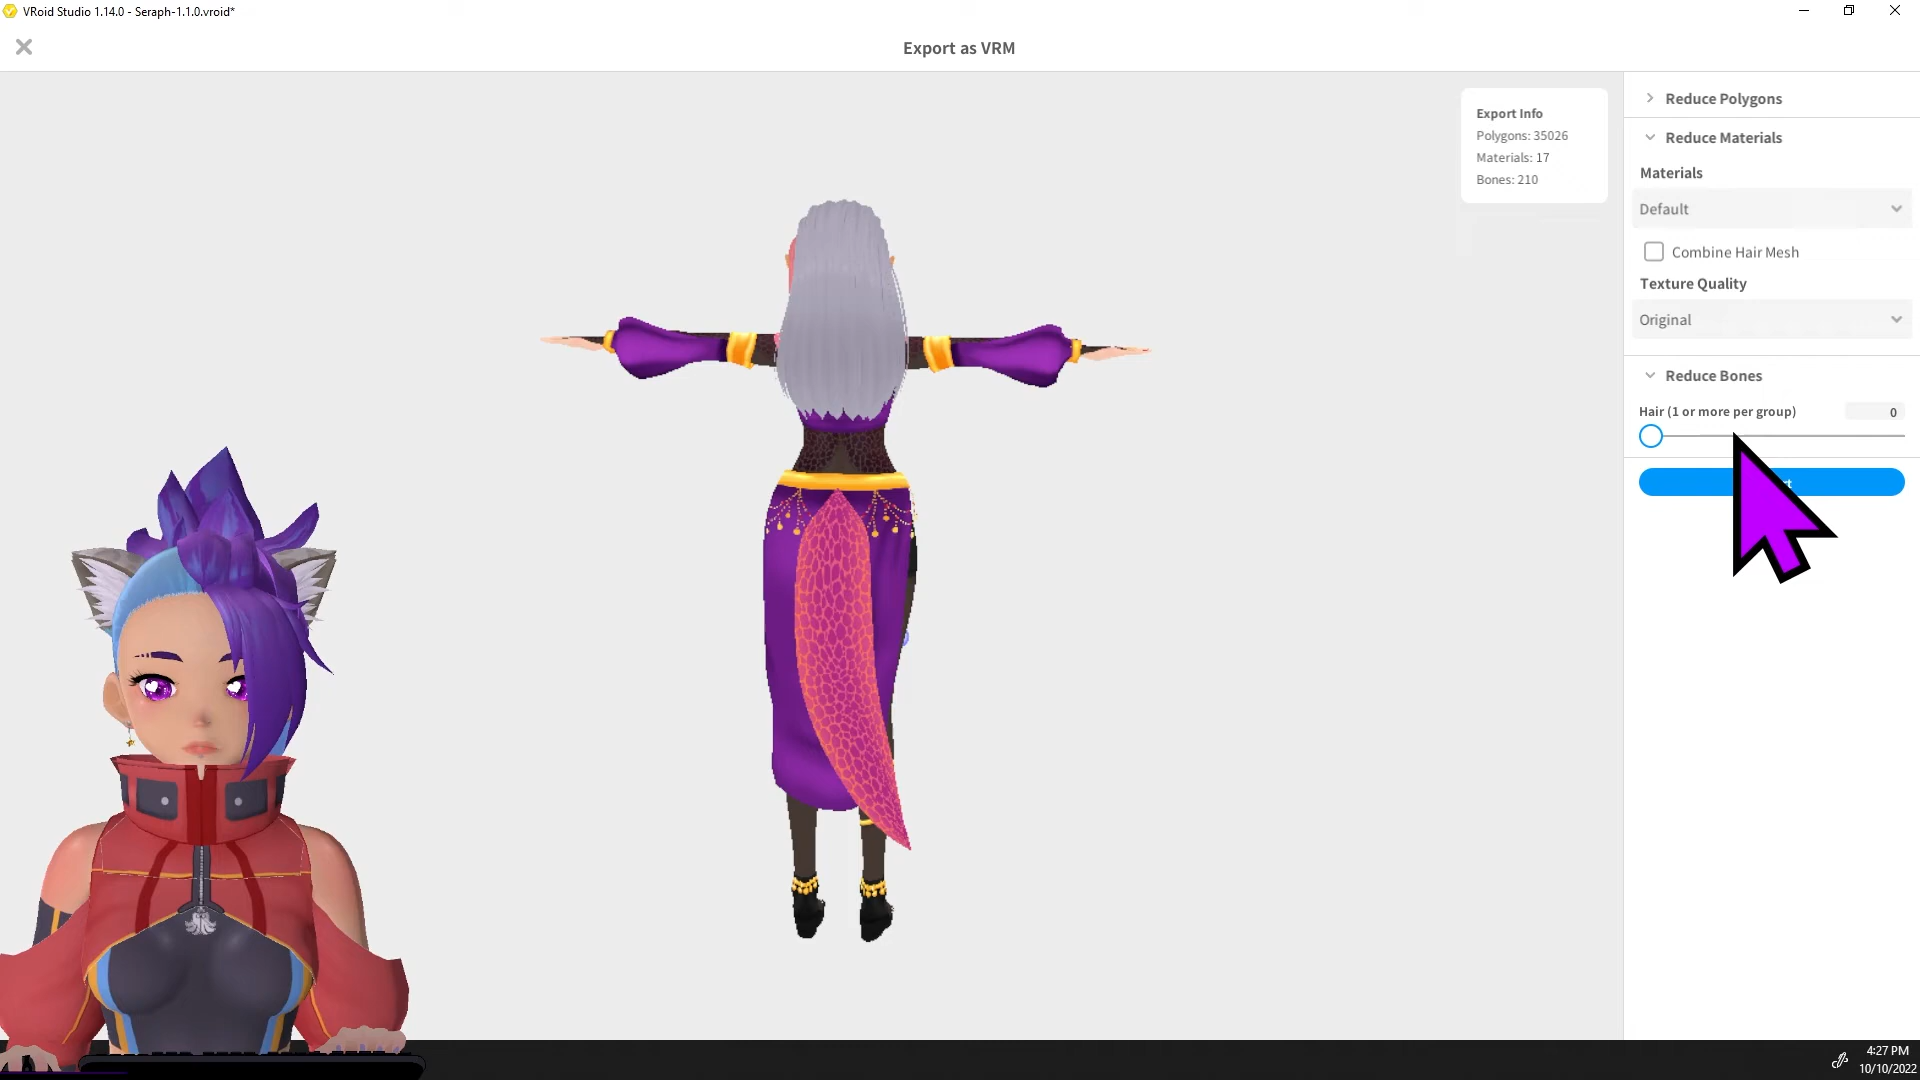 VRoid Studio 1.14.0 - Seraph-1.1.0.vroid*
Export as VRM
Export Info
Polygons: 35026
Materials: 17
Bones: 210
Reduce Polygons
Reduce Materials
Materials
Default
Combine Hair Mesh
Texture Quality
Original
Reduce Bones
Hair (1 or more per group) 0
4:27 PM
10/10/2022